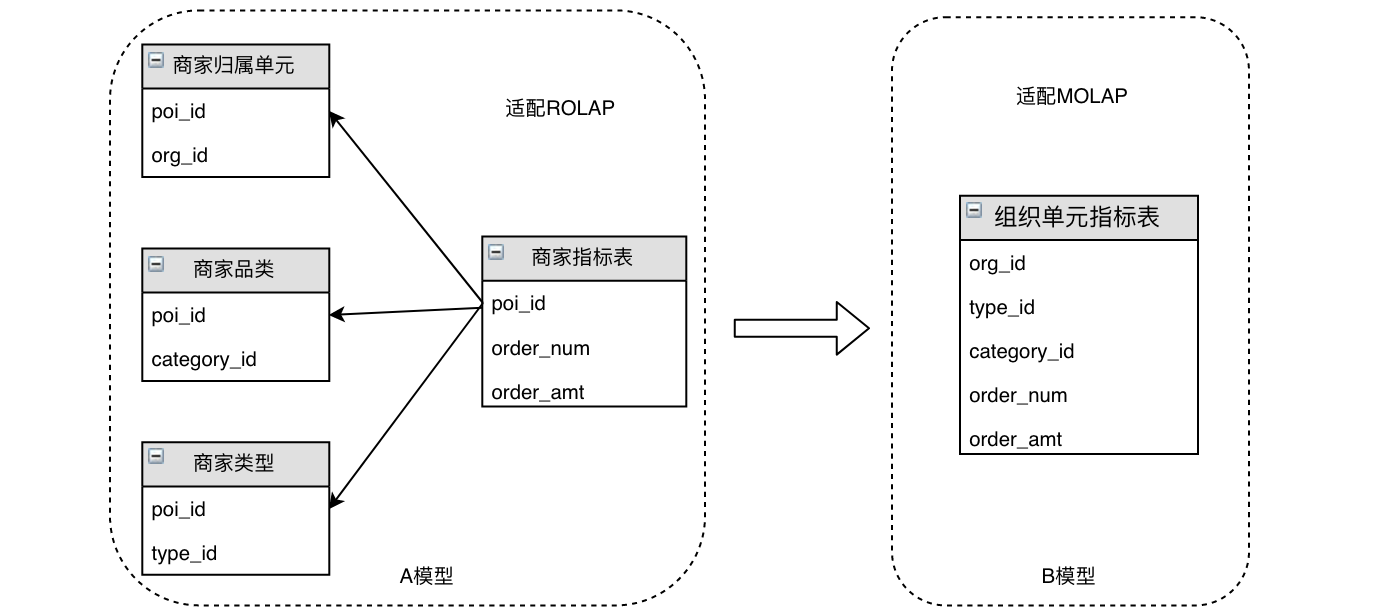 商家归属单元
poi_id
org_id
适配ROLAP
商家品类
poi_id
category_id
商家指标表
poi_id
order_num
order_amt
商家类型
poi_id
type_id
A模型
适配MOLAP
组织单元指标表
org_id
type_id
category_id
order_num
order_amt
B模型